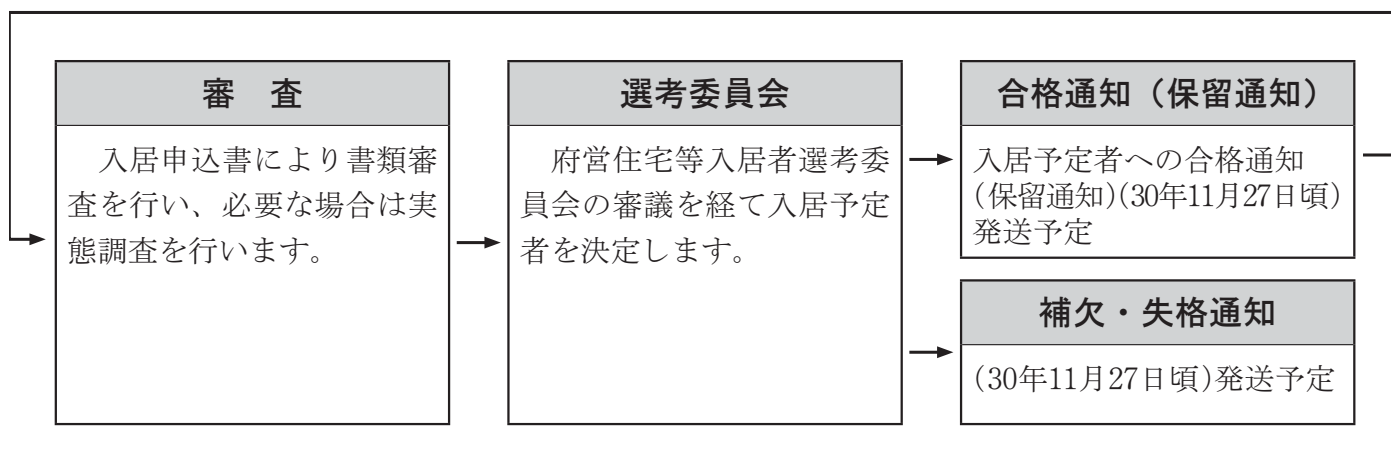 審　査
　入居申込書により書類審
査を行い、必要な場合は実
態調査を行います。
選考委員会
　府営住宅等入居者選考委
員会の審議を経て入居予定
者を決定します。
合格通知（保留通知）
入居予定者への合格通知
(保留通知)(30年11月27日頃)
発送予定
補欠・失格通知
(30年11月27日頃)発送予定